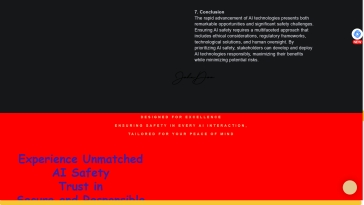 7. Conclusion
The rapid advancement of AI technologies presents both
remarkable opportunities and significant safety challenges.
Ensuring AI safety requires a multifaceted approach that
includes ethical considerations, regulatory frameworks,
technological solutions, and human oversight. By
prioritizing AI safety, stakeholders can develop and deploy
AI technologies responsibly, maximizing their benefits
while minimizing potential risks.
DESIGNED FOR EXCELLENCE
ENSURING SAFETY IN EVERY AI INTERACTION,
TAILORED FOR YOUR PEACE OF MIND
Experience Unmatched
AI Safety
Trust in
Secure and Responsible